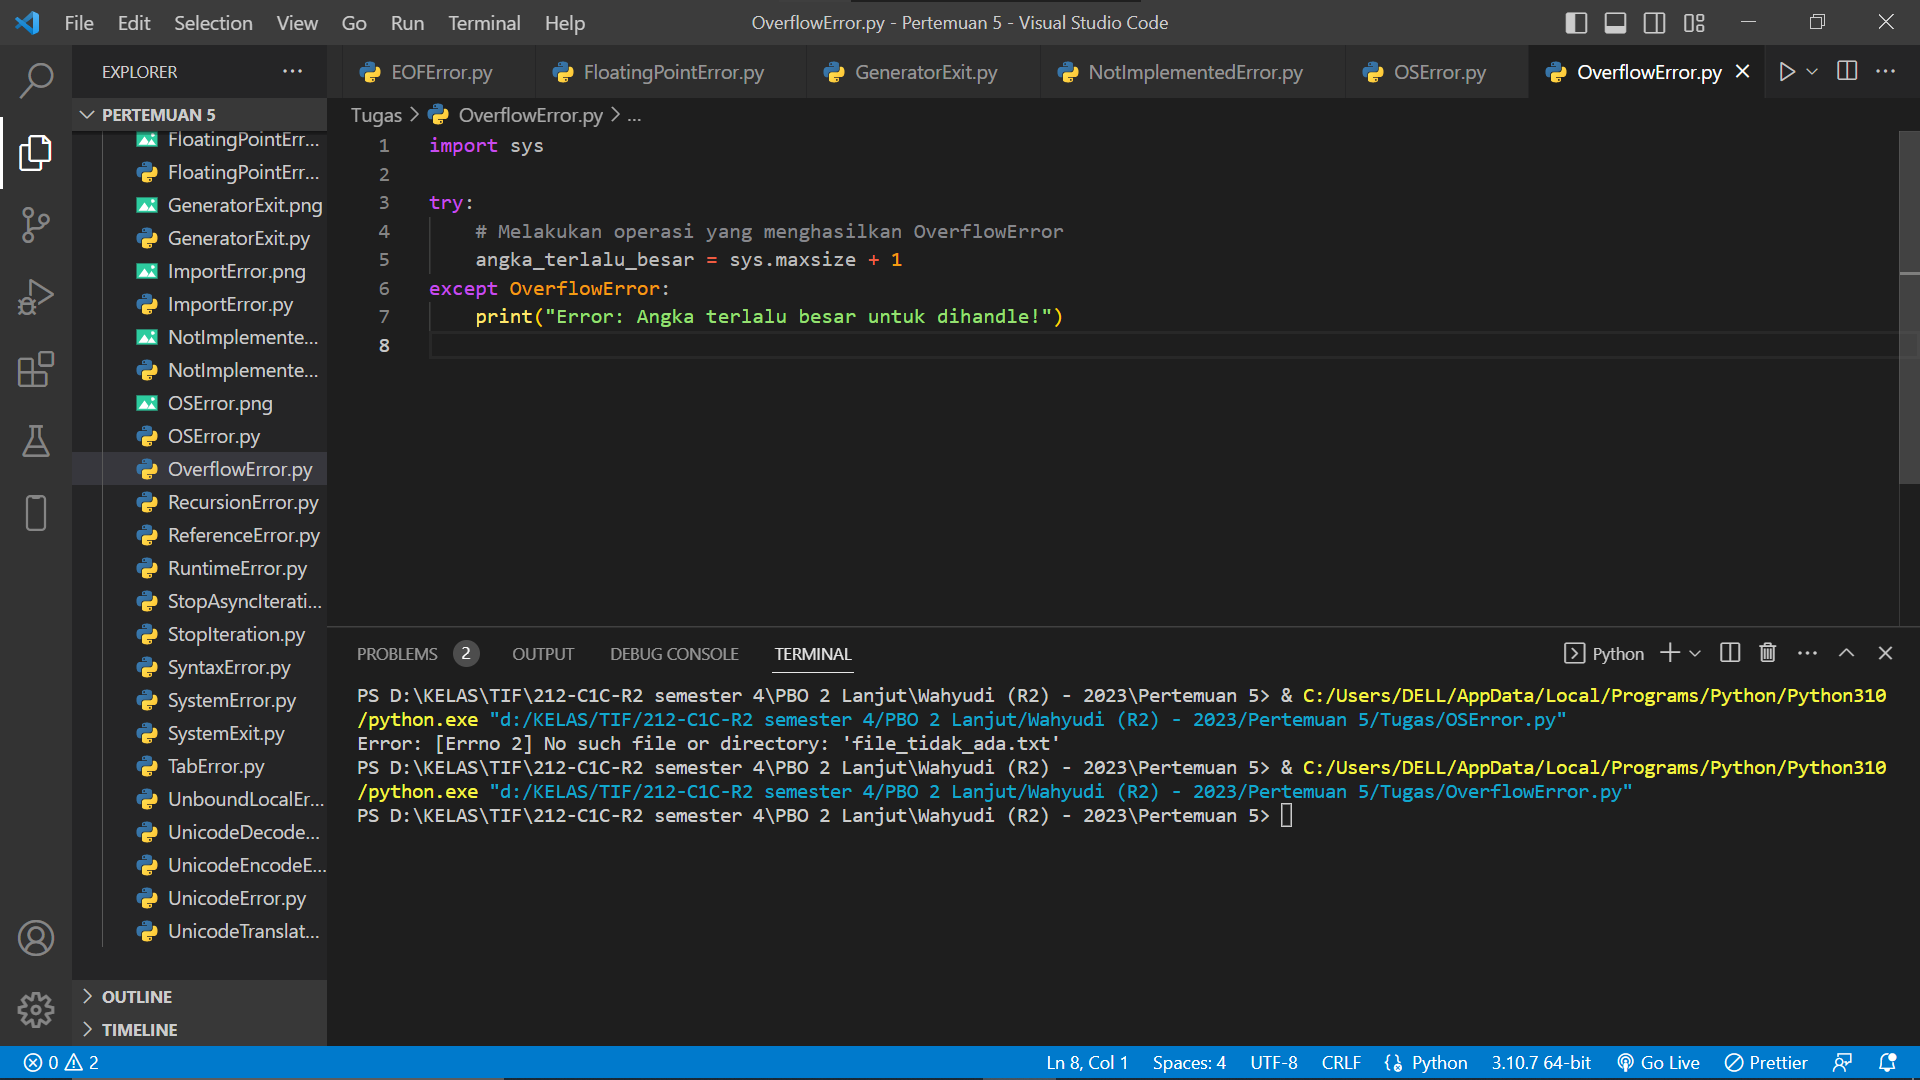 File Edit Selection View Go Run Terminal Help
OverflowError.py - Pertemuan 5 - Visual Studio Code
EXPLORER
PERTEMUAN 5
FloatingPointErr...
FloatingPointErr...
GeneratorExit.png
GeneratorExit.py
ImportError.png
ImportError.py
NotImplemente...
NotImplemente...
OSError.png
OSError.py
OverflowError.py
RecursionError.py
ReferenceError.py
RuntimeError.py
StopAsyncIterati...
StopIteration.py
SyntaxError.py
SystemError.py
SystemExit.py
TabError.py
UnboundLocalEr...
UnicodeDecode...
UnicodeEncodeE...
UnicodeError.py
UnicodeTranslat...
OUTLINE
TIMELINE
EOFError.py FloatingPointError.py GeneratorExit.py NotImplementedError.py OSError.py OverflowError.py
Tugas > OverflowError.py > ...
1 import sys
2
3 try:
4 # Melakukan operasi yang menghasilkan OverflowError
5 angka_terlalu_besar = sys.maxsize + 1
6 except OverflowError:
7 print("Error: Angka terlalu besar untuk dihandle!")
8
PROBLEMS 2 OUTPUT DEBUG CONSOLE TERMINAL Python
PS D:\KELAS\TIF\212-C1C-R2 semester 4\PBO 2 Lanjut\Wahyudi (R2) - 2023\Pertemuan 5> & C:/Users/DELL/AppData/Local/Programs/Python/Python310
/python.exe "d:/KELAS/TIF/212-C1C-R2 semester 4/PBO 2 Lanjut/Wahyudi (R2) - 2023/Pertemuan 5/Tugas/OSError.py"
Error: [Errno 2] No such file or directory: 'file_tidak_ada.txt'
PS D:\KELAS\TIF\212-C1C-R2 semester 4\PBO 2 Lanjut\Wahyudi (R2) - 2023\Pertemuan 5> & C:/Users/DELL/AppData/Local/Programs/Python/Python310
/python.exe "d:/KELAS/TIF/212-C1C-R2 semester 4/PBO 2 Lanjut/Wahyudi (R2) - 2023/Pertemuan 5/Tugas/OverflowError.py"
PS D:\KELAS\TIF\212-C1C-R2 semester 4\PBO 2 Lanjut\Wahyudi (R2) - 2023\Pertemuan 5>
0 2 Ln 8, Col 1 Spaces: 4 UTF-8 CRLF Python 3.10.7 64-bit Go Live Prettier